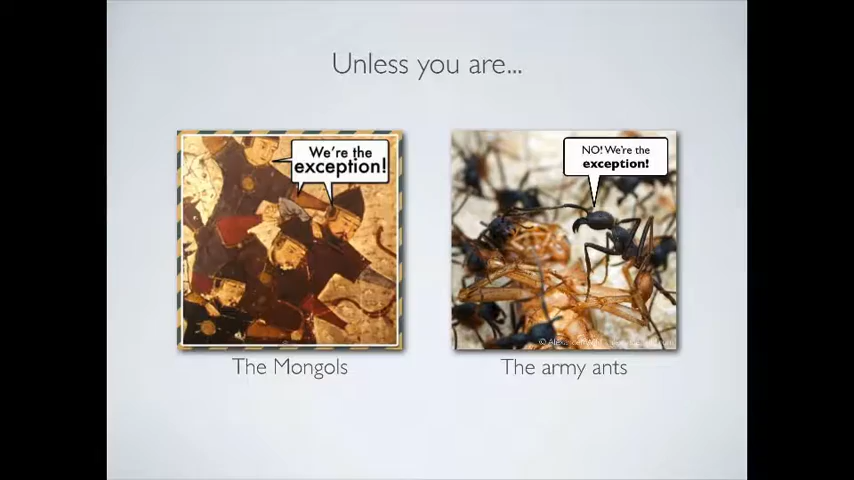 Unless you are...
We're the
exception!
NO! We're the
exception!
The Mongols
The army ants